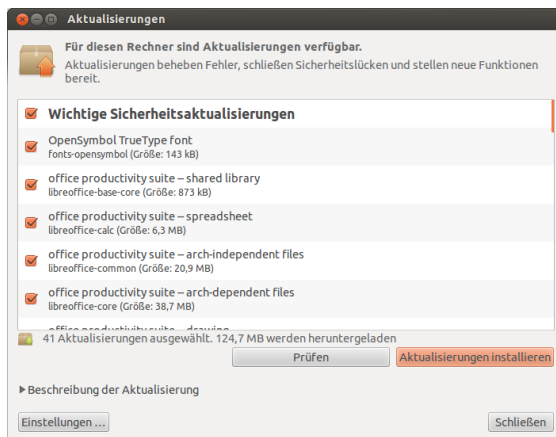 Aktualisierungen
Für diesen Rechner sind Aktualisierungen verfügbar.
Aktualisierungen beheben Fehler, schließen Sicherheitslücken und stellen neue Funktionen
bereit.
Wichtige Sicherheitsaktualisierungen
OpenSymbol TrueType font
fonts-opensymbol (Größe: 143 kB)
office productivity suite – shared library
libreoffice-base-core (Größe: 873 kB)
office productivity suite – spreadsheet
libreoffice-calc (Größe: 6,3 MB)
office productivity suite – arch-independent files
libreoffice-common (Größe: 20,9 MB)
office productivity suite – arch-dependent files
libreoffice-core (Größe: 38,7 MB)
office productivity suite – drawing
41 Aktualisierungen ausgewählt. 124,7 MB werden heruntergeladen
Prüfen
Aktualisierungen installieren
Beschreibung der Aktualisierung
Einstellungen ...
Schließen